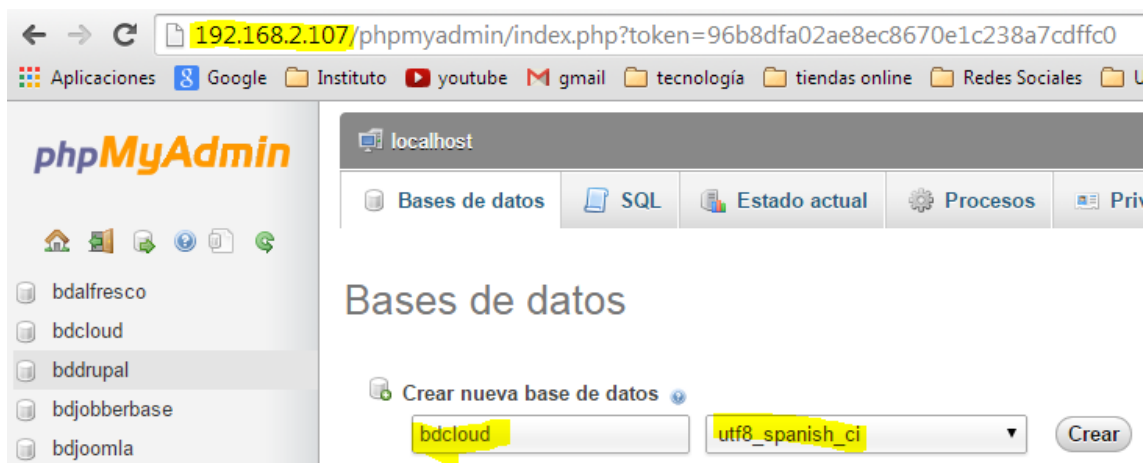 192.168.2.107/phpmyadmin/index.php?token=96b8dfa02ae8ec8670e1c238a7cdffc0
Aplicaciones Google Instituto youtube gmail tecnología tiendas online Redes Sociales U
phpMyAdmin
localhost
Bases de datos SQL Estado actual Procesos Priv
bdalfresco
bdcloud
bddrupal
bdjobberbase
bdjoomla
Bases de datos
Crear nueva base de datos
bdcloud utf8_spanish_ci Crear